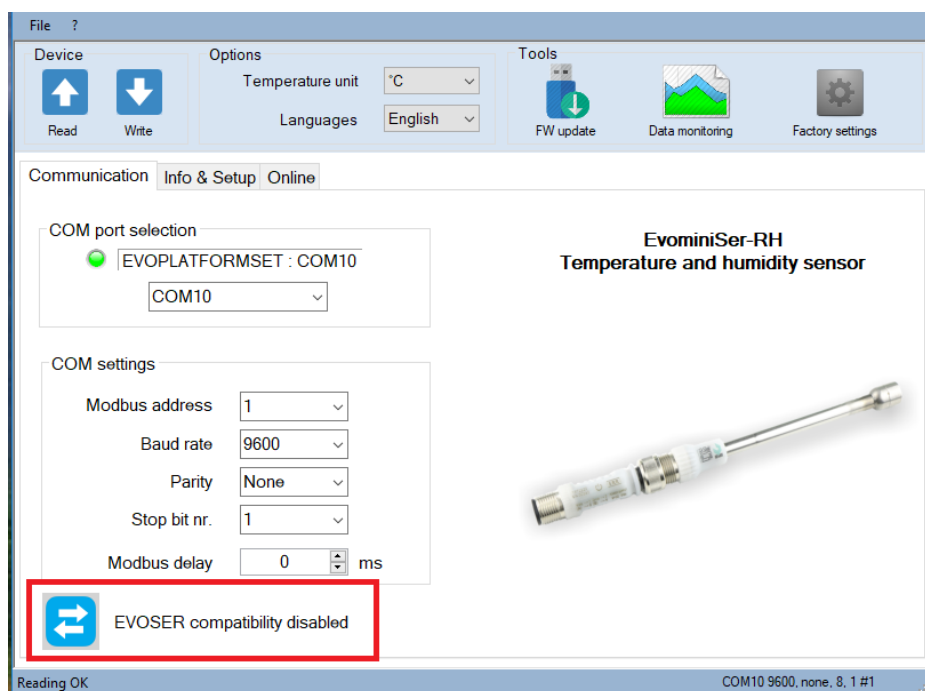 File ?
Device
Options
Tools
Temperature unit °C
Languages English
Read
Write
FW update
Data monitoring
Factory settings
Communication
Info & Setup
Online
COM port selection
EVOPLATFORMSET : COM10
COM10
EvominiSer-RH
Temperature and humidity sensor
COM settings
Modbus address 1
Baud rate 9600
Parity None
Stop bit nr. 1
Modbus delay 0 ms
EVOSER compatibility disabled
Reading OK
COM10 9600, none, 8, 1 #1